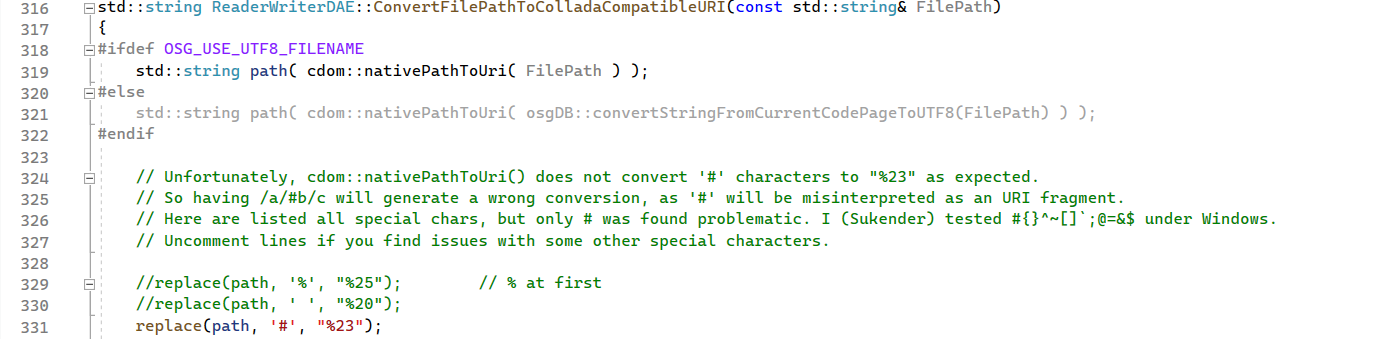 316 std::string ReaderWriterDAE::ConvertFilePathToColladaCompatibleURI(const std::string& FilePath)
317 {
318 #ifdef OSG_USE_UTF8_FILENAME
319     std::string path( cdom::nativePathToUri( FilePath ) );
320 #else
321     std::string path( cdom::nativePathToUri( osgDB::convertStringFromCurrentCodePageToUTF8(FilePath) ) );
322 #endif
323
324     // Unfortunately, cdom::nativePathToUri() does not convert '#' characters to "%23" as expected.
325     // So having /a/#b/c will generate a wrong conversion, as '#' will be misinterpreted as an URI fragment.
326     // Here are listed all special chars, but only # was found problematic. I (Sukender) tested #{}^~[]`;@=&$ under Windows.
327     // Uncomment lines if you find issues with some other special characters.
328
329     //replace(path, '%', "%25");        // % at first
330     //replace(path, ' ', "%20");
331     replace(path, '#', "%23");